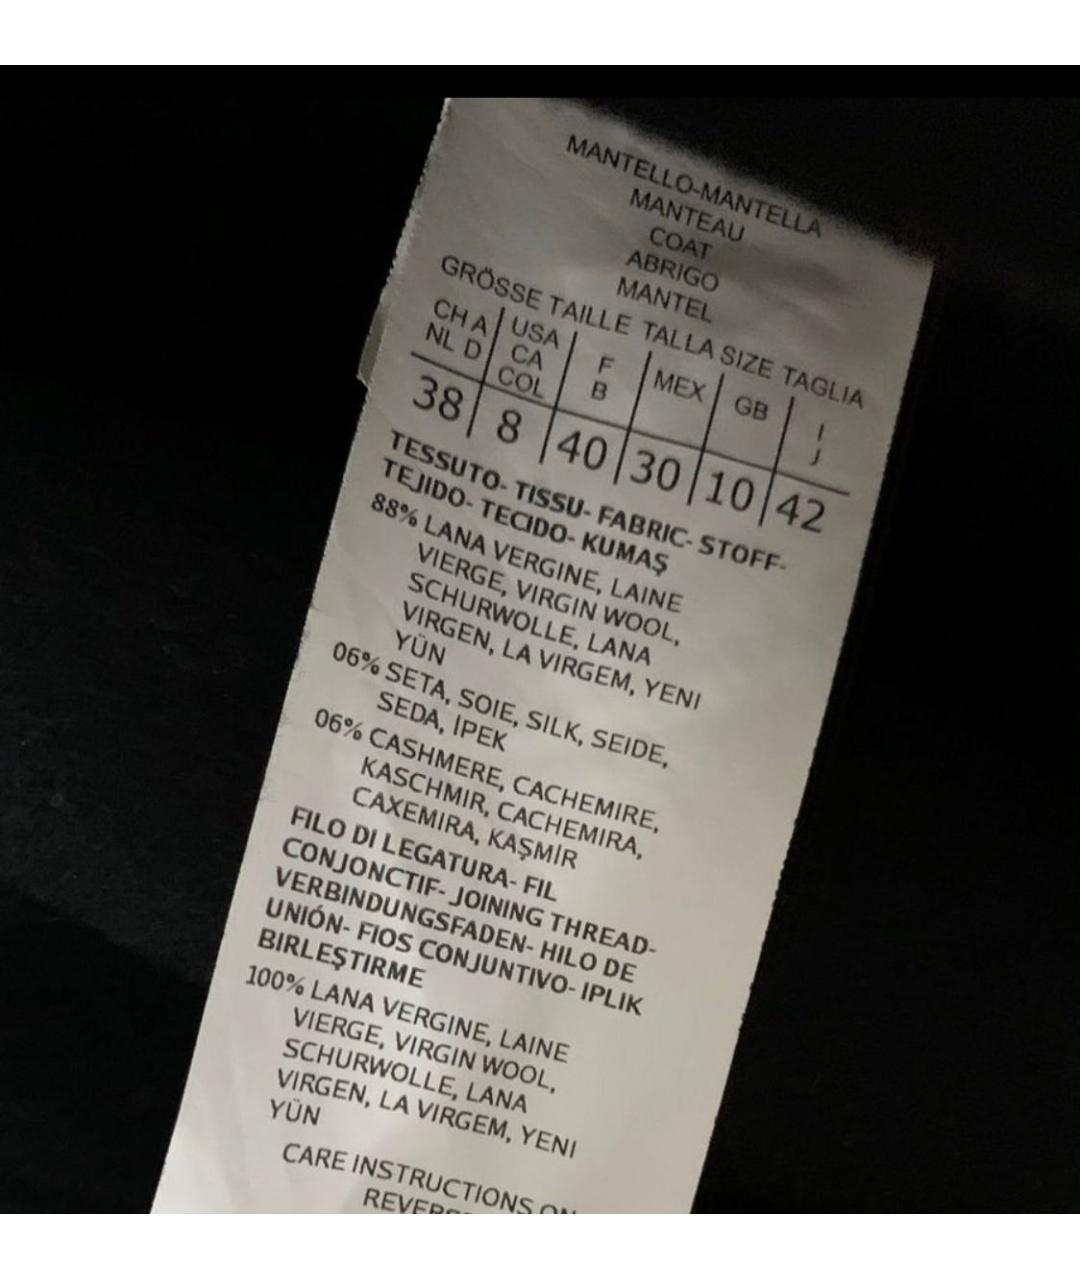 MANTELLO-MANTELLA
MANTEAU
COAT
ABRIGO
MANTEL
GRÖSSE TAILLE TALLA SIZE TAGLIA
CH A NL D | USA CA COL | F B | MEX | GB | I J
38 | 8 | 40 | 30 | 10 | 42
TESSUTO- TISSU- FABRIC- STOFF-
TEJIDO- TECIDO- KUMAŞ
88% LANA VERGINE, LAINE
VIERGE, VIRGIN WOOL,
SCHURWOLLE, LANA
VIRGEN, LA VIRGEM, YENI
YÜN
06% SETA, SOIE, SILK, SEIDE,
SEDA, IPEK
06% CASHMERE, CACHEMIRE,
KASCHMIR, CACHEMIRA,
CAXEMIRA, KAŞMİR
FILO DI LEGATURA- FIL
CONJONCTIF- JOINING THREAD-
VERBINDUNGSFADEN- HILO DE
UNIÓN- FIOS CONJUNTIVO- IPLIK
BIRLEŞTIRME
100% LANA VERGINE, LAINE
VIERGE, VIRGIN WOOL,
SCHURWOLLE, LANA
VIRGEN, LA VIRGEM, YENI
YÜN
CARE INSTRUCTIONS ON